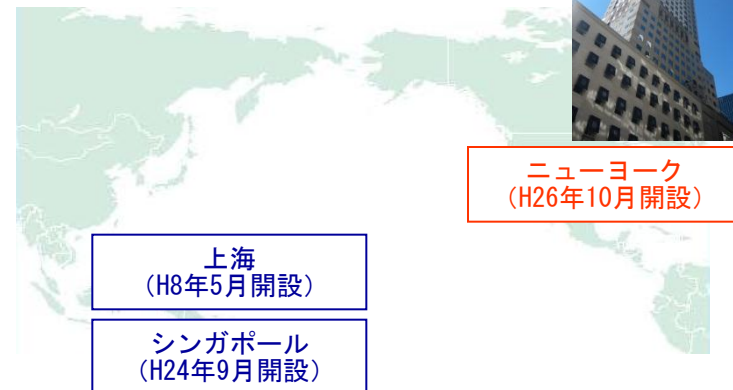 ニューヨーク
（H26年10月開設）
上海
（H8年5月開設）
シンガポール
（H24年9月開設）